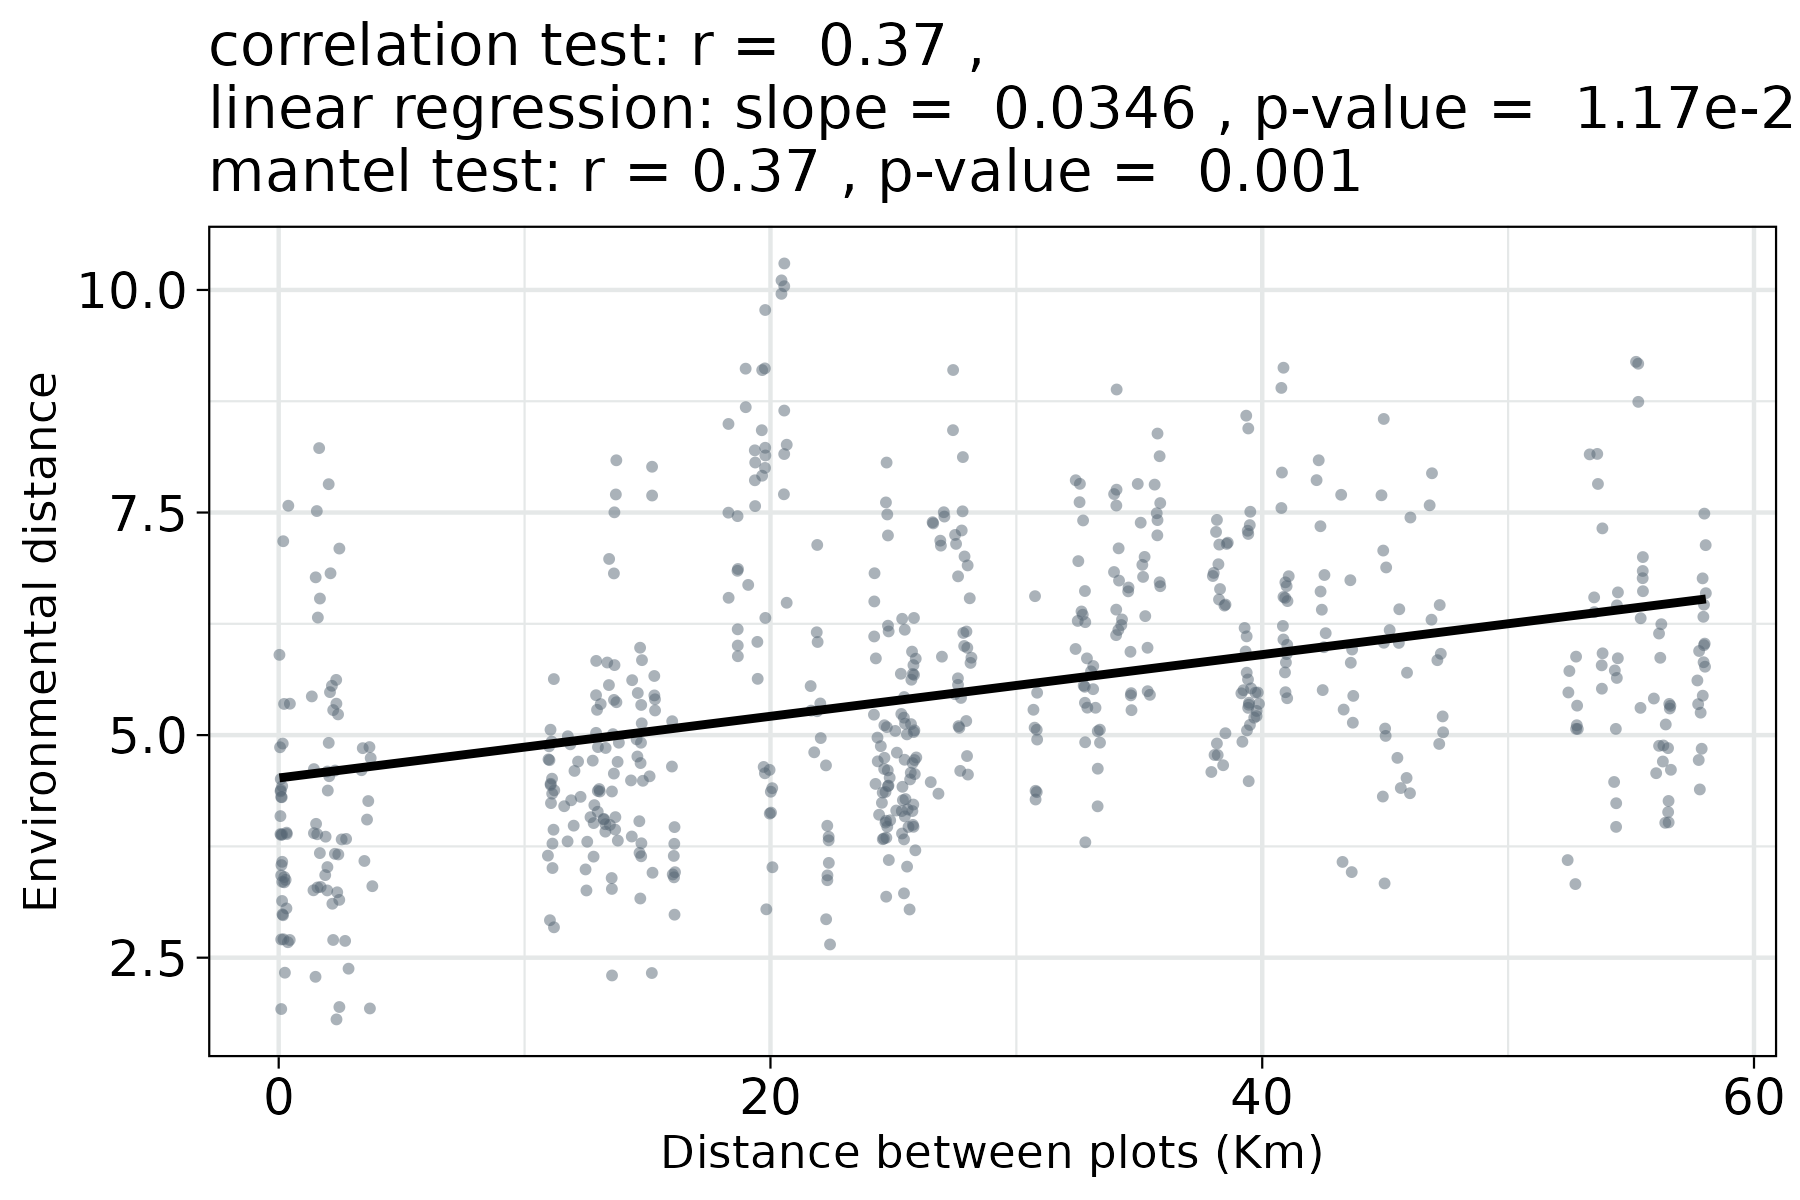 correlation test: r =  0.37 ,
linear regression: slope =  0.0346 , p-value =  1.17e-2
mantel test: r = 0.37 , p-value =  0.001
Environmental distance
10.0
7.5
5.0
2.5
0 20 40 60
Distance between plots (Km)